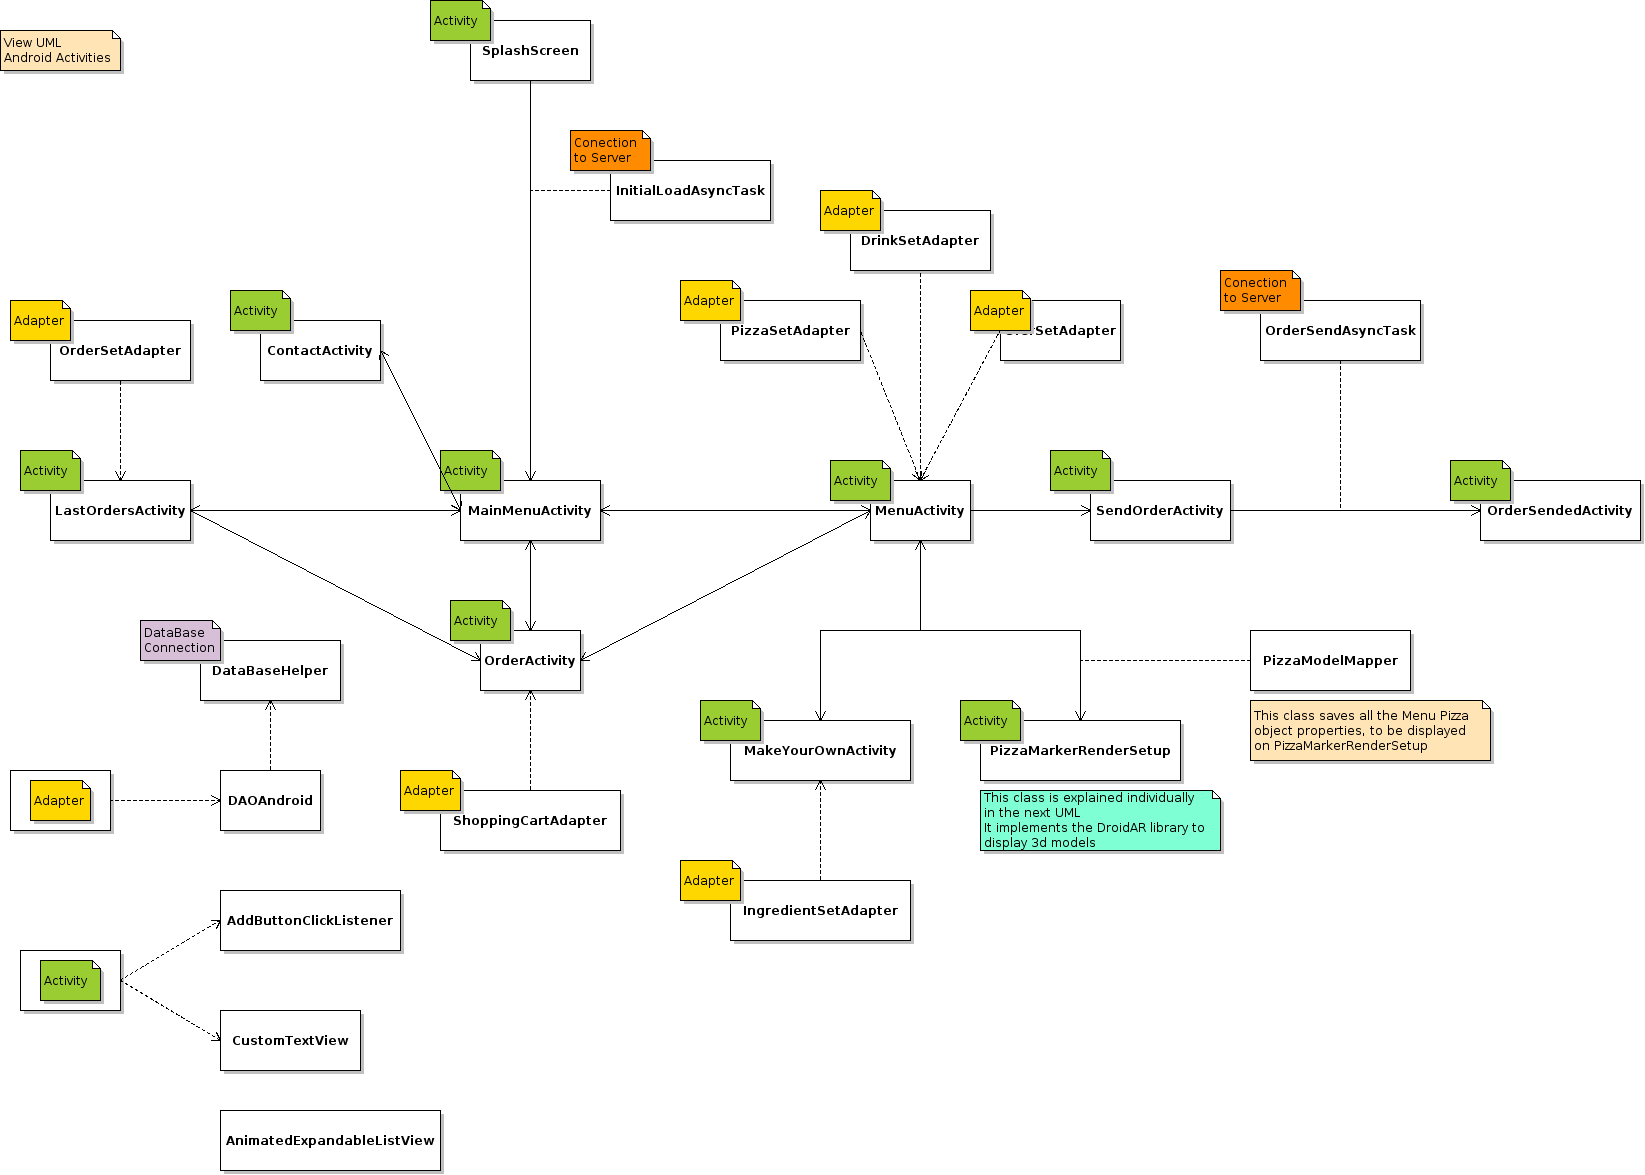 Activity
SplashScreen
View UML
Android Activities
Conection
to Server
InitialLoadAsyncTask
Adapter
DrinkSetAdapter
Adapter
PizzaSetAdapter
Adapter
SetAdapter
Conection
to Server
OrderSendAsyncTask
Adapter
OrderSetAdapter
Activity
ContactActivity
Activity
LastOrdersActivity
Activity
MainMenuActivity
Activity
MenuActivity
Activity
SendOrderActivity
Activity
OrderSendedActivity
DataBase
Connection
DataBaseHelper
Activity
OrderActivity
PizzaModelMapper
This class saves all the Menu Pizza
object properties, to be displayed
on PizzaMarkerRenderSetup
Activity
MakeYourOwnActivity
Activity
PizzaMarkerRenderSetup
This class is explained individually
in the next UML
It implements the DroidAR library to
display 3d models
Adapter
DAOAndroid
Adapter
ShoppingCartAdapter
Adapter
IngredientSetAdapter
AddButtonClickListener
Activity
CustomTextView
AnimatedExpandableListView